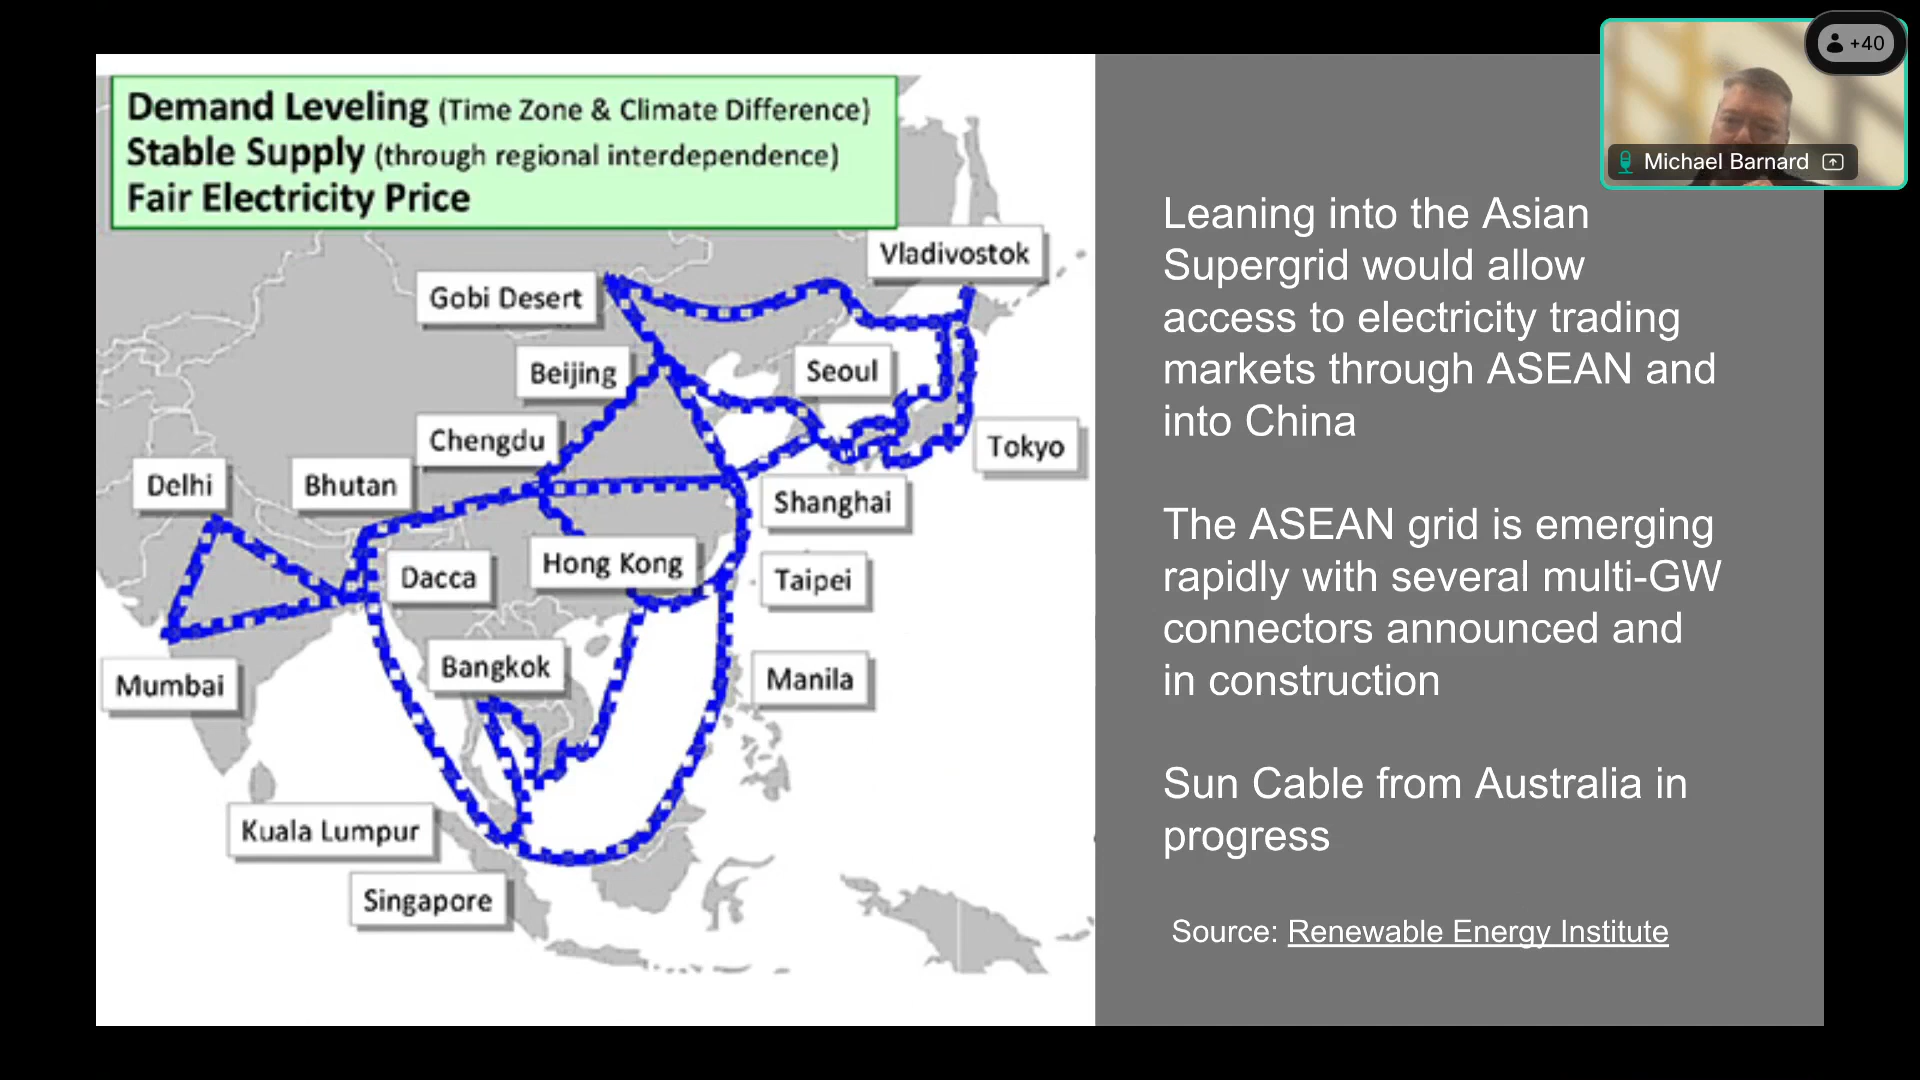 Demand Leveling (Time Zone & Climate Difference)
Stable Supply (through regional interdependence)
Fair Electricity Price
Vladivostok
Gobi Desert
Beijing
Seoul
Chengdu
Tokyo
Delhi
Bhutan
Shanghai
Hong Kong
Dacca
Taipei
Bangkok
Manila
Mumbai
Kuala Lumpur
Singapore
+40
Michael Barnard
Leaning into the Asian
Supergrid would allow
access to electricity trading
markets through ASEAN and
into China
The ASEAN grid is emerging
rapidly with several multi-GW
connectors announced and
in construction
Sun Cable from Australia in
progress
Source: Renewable Energy Institute